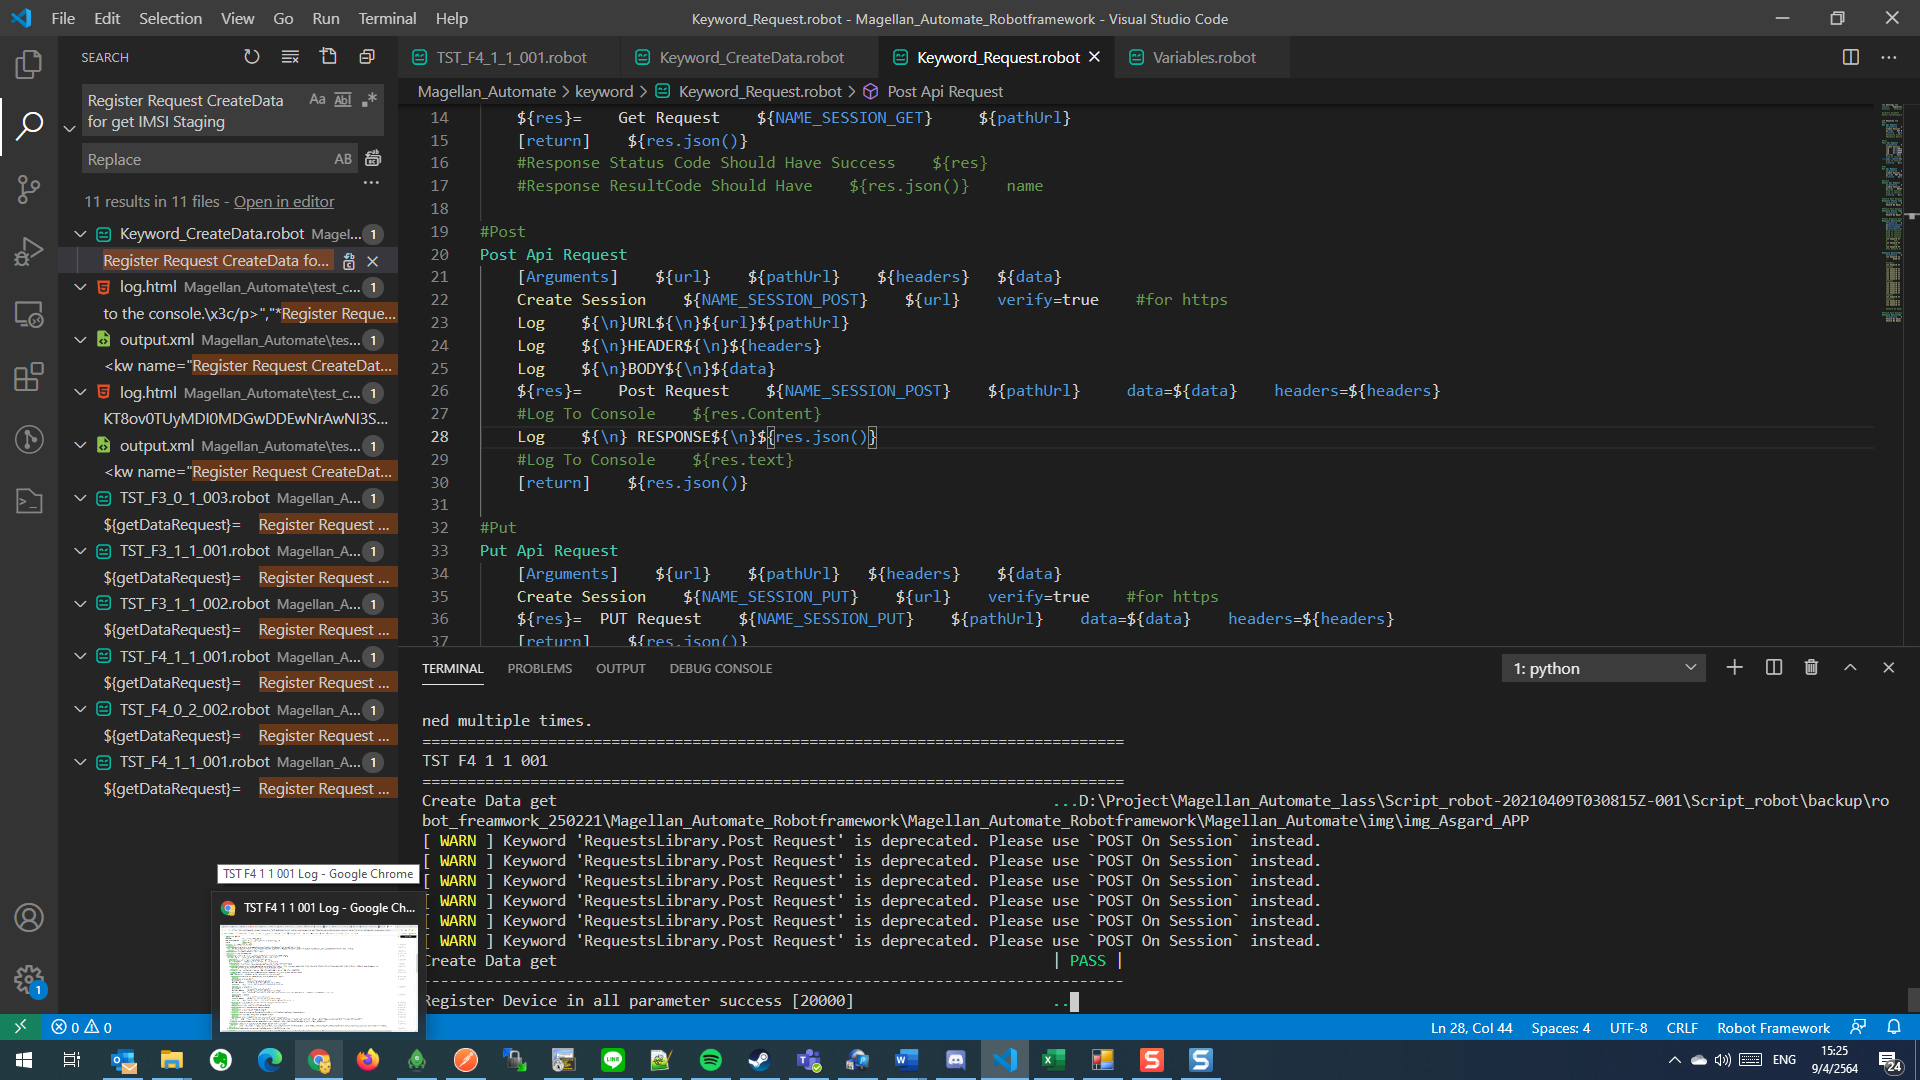 File Edit Selection View Go Run Terminal Help
Keyword_Request.robot - Magellan_Automate_Robotframework - Visual Studio Code
SEARCH
Register Request CreateData
for get IMSI Staging
Aa Abl .*
Replace
AB
11 results in 11 files - Open in editor
Keyword_CreateData.robot Magel... 1
Register Request CreateData fo...
log.html Magellan_Automate\test_c... 1
to the console.\x3c/p>","*Register Reque...
output.xml Magellan_Automate\tes... 1
<kw name="Register Request CreateDat...
log.html Magellan_Automate\test_c... 1
KT8ov0TUyMDI0MDGwDDEwNrAwNI3S...
output.xml Magellan_Automate\tes... 1
<kw name="Register Request CreateDat...
TST_F3_0_1_003.robot Magellan_A... 1
${getDataRequest}= Register Request ...
TST_F3_1_1_001.robot Magellan_A... 1
${getDataRequest}= Register Request ...
TST_F3_1_1_002.robot Magellan_A... 1
${getDataRequest}= Register Request ...
TST_F4_1_1_001.robot Magellan_A... 1
${getDataRequest}= Register Request ...
TST_F4_0_2_002.robot Magellan_A... 1
${getDataRequest}= Register Request ...
TST_F4_1_1_001.robot Magellan_A... 1
${getDataRequest}= Register Request ...
TST_F4_1_1_001.robot Keyword_CreateData.robot Keyword_Request.robot Variables.robot
Magellan_Automate > keyword > Keyword_Request.robot > Post Api Request
14 ${res}= Get Request ${NAME_SESSION_GET} ${pathUrl}
15 [return] ${res.json()}
16 #Response Status Code Should Have Success ${res}
17 #Response ResultCode Should Have ${res.json()} name
18
19 #Post
20 Post Api Request
21 [Arguments] ${url} ${pathUrl} ${headers} ${data}
22 Create Session ${NAME_SESSION_POST} ${url} verify=true #for https
23 Log ${\n}URL${\n}${url}${pathUrl}
24 Log ${\n}HEADER${\n}${headers}
25 Log ${\n}BODY${\n}${data}
26 ${res}= Post Request ${NAME_SESSION_POST} ${pathUrl} data=${data} headers=${headers}
27 #Log To Console ${res.Content}
28 Log ${\n} RESPONSE${\n}${res.json()}
29 #Log To Console ${res.text}
30 [return] ${res.json()}
31
32 #Put
33 Put Api Request
34 [Arguments] ${url} ${pathUrl} ${headers} ${data}
35 Create Session ${NAME_SESSION_PUT} ${url} verify=true #for https
36 ${res}= PUT Request ${NAME_SESSION_PUT} ${pathUrl} data=${data} headers=${headers}
37 [return] ${res.json()}
TERMINAL PROBLEMS OUTPUT DEBUG CONSOLE
1: python
ned multiple times.
==============================================================================
TST F4 1 1 001
==============================================================================
Create Data get ...D:\Project\Magellan_Automate_lass\Script_robot-20210409T030815Z-001\Script_robot\backup\ro
bot_freamwork_250221\Magellan_Automate_Robotframework\Magellan_Automate_Robotframework\Magellan_Automate\img\img_Asgard_APP
[ WARN ] Keyword 'RequestsLibrary.Post Request' is deprecated. Please use `POST On Session` instead.
[ WARN ] Keyword 'RequestsLibrary.Post Request' is deprecated. Please use `POST On Session` instead.
[ WARN ] Keyword 'RequestsLibrary.Post Request' is deprecated. Please use `POST On Session` instead.
[ WARN ] Keyword 'RequestsLibrary.Post Request' is deprecated. Please use `POST On Session` instead.
[ WARN ] Keyword 'RequestsLibrary.Post Request' is deprecated. Please use `POST On Session` instead.
[ WARN ] Keyword 'RequestsLibrary.Post Request' is deprecated. Please use `POST On Session` instead.
Create Data get | PASS |
------------------------------------------------------------------------------
Register Device in all parameter success [20000] ..
TST F4 1 1 001 Log - Google Chrome
TST F4 1 1 001 Log - Google Ch...
1
0 0
Ln 28, Col 44 Spaces: 4 UTF-8 CRLF Robot Framework
ENG
15:25
9/4/2564
24